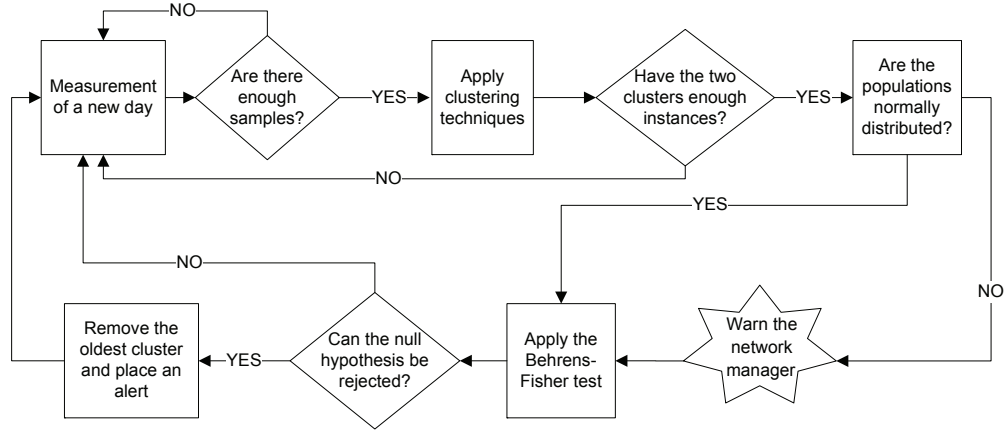 NO
Measurement
of a new day
Are there
enough
samples?
YES
Apply
clustering
techniques
Have the two
clusters enough
instances?
YES
Are the
populations
normally
distributed?
NO
YES
NO
NO
Remove the
oldest cluster
and place an
alert
YES
Can the null
hypothesis be
rejected?
Apply the
Behrens-
Fisher test
Warn the
network
manager